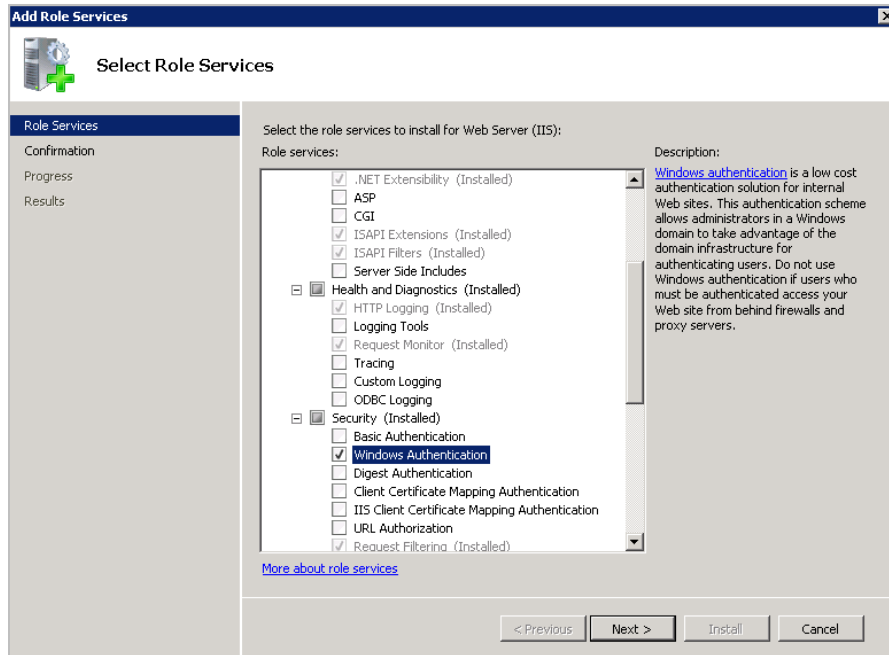 Add Role Services
Select Role Services
Role Services
Confirmation
Progress
Results
Select the role services to install for Web Server (IIS):
Role services:
.NET Extensibility (Installed)
ASP
CGI
ISAPI Extensions (Installed)
ISAPI Filters (Installed)
Server Side Includes
Health and Diagnostics (Installed)
HTTP Logging (Installed)
Logging Tools
Request Monitor (Installed)
Tracing
Custom Logging
ODBC Logging
Security (Installed)
Basic Authentication
Windows Authentication
Digest Authentication
Client Certificate Mapping Authentication
IIS Client Certificate Mapping Authentication
URL Authorization
Request Filtering (Installed)
More about role services
Description:
Windows authentication is a low cost
authentication solution for internal
Web sites. This authentication scheme
allows administrators in a Windows
domain to take advantage of the
domain infrastructure for
authenticating users. Do not use
Windows authentication if users who
must be authenticated access your
Web site from behind firewalls and
proxy servers.
< Previous
Next >
Install
Cancel